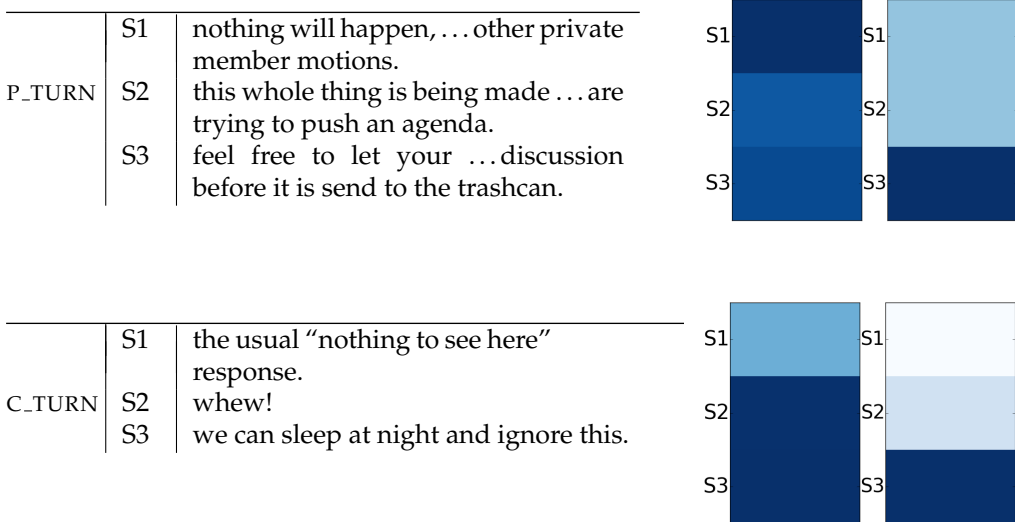 S1 nothing will happen, ... other private S1 S1
member motions.
P_TURN S2 this whole thing is being made ... are S2 S2
trying to push an agenda.
S3 feel free to let your ... discussion S3 S3
before it is send to the trashcan.
S1 the usual “nothing to see here” S1 S1
response.
C_TURN S2 whew! S2 S2
S3 we can sleep at night and ignore this.
S3 S3